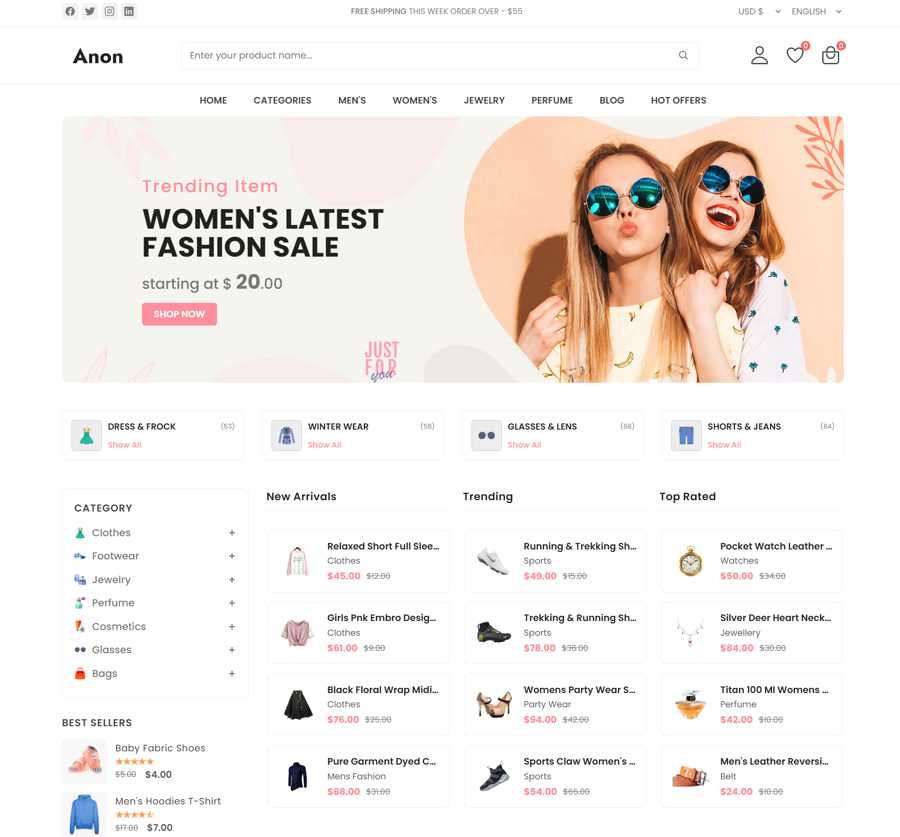 FREE SHIPPING THIS WEEK ORDER OVER - $55
USD $
ENGLISH
Anon
Enter your product name...
0
0
HOME
CATEGORIES
MEN'S
WOMEN'S
JEWELRY
PERFUME
BLOG
HOT OFFERS
Trending Item
WOMEN'S LATEST
FASHION SALE
starting at $ 20.00
SHOP NOW
JUST
FOR
you
DRESS & FROCK
(53)
Show All
WINTER WEAR
(58)
Show All
GLASSES & LENS
(68)
Show All
SHORTS & JEANS
(84)
Show All
CATEGORY
Clothes +
Footwear +
Jewelry +
Perfume +
Cosmetics +
Glasses +
Bags +
BEST SELLERS
Baby Fabric Shoes
$5.00 $4.00
Men's Hoodies T-Shirt
$17.00 $7.00
New Arrivals
Relaxed Short Full Slee...
Clothes
$45.00 $12.00
Girls Pnk Embro Desig...
Clothes
$61.00 $9.00
Black Floral Wrap Midi...
Clothes
$76.00 $25.00
Pure Garment Dyed C...
Mens Fashion
$68.00 $31.00
Trending
Running & Trekking Sh...
Sports
$49.00 $15.00
Trekking & Running Sh...
Sports
$78.00 $36.00
Womens Party Wear S...
Party Wear
$94.00 $42.00
Sports Claw Women's ...
Sports
$54.00 $65.00
Top Rated
Pocket Watch Leather ...
Watches
$50.00 $34.00
Silver Deer Heart Neck...
Jewellery
$84.00 $30.00
Titan 100 Ml Womens ...
Perfume
$42.00 $10.00
Men's Leather Reversi...
Belt
$24.00 $10.00